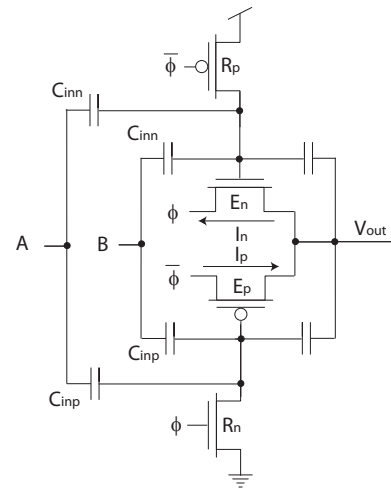 ϕ̅ Rp
Cinn
Cinn
En
ϕ
A B In Vout
Ip
ϕ̅
Ep
Cinp
Cinp
ϕ Rn